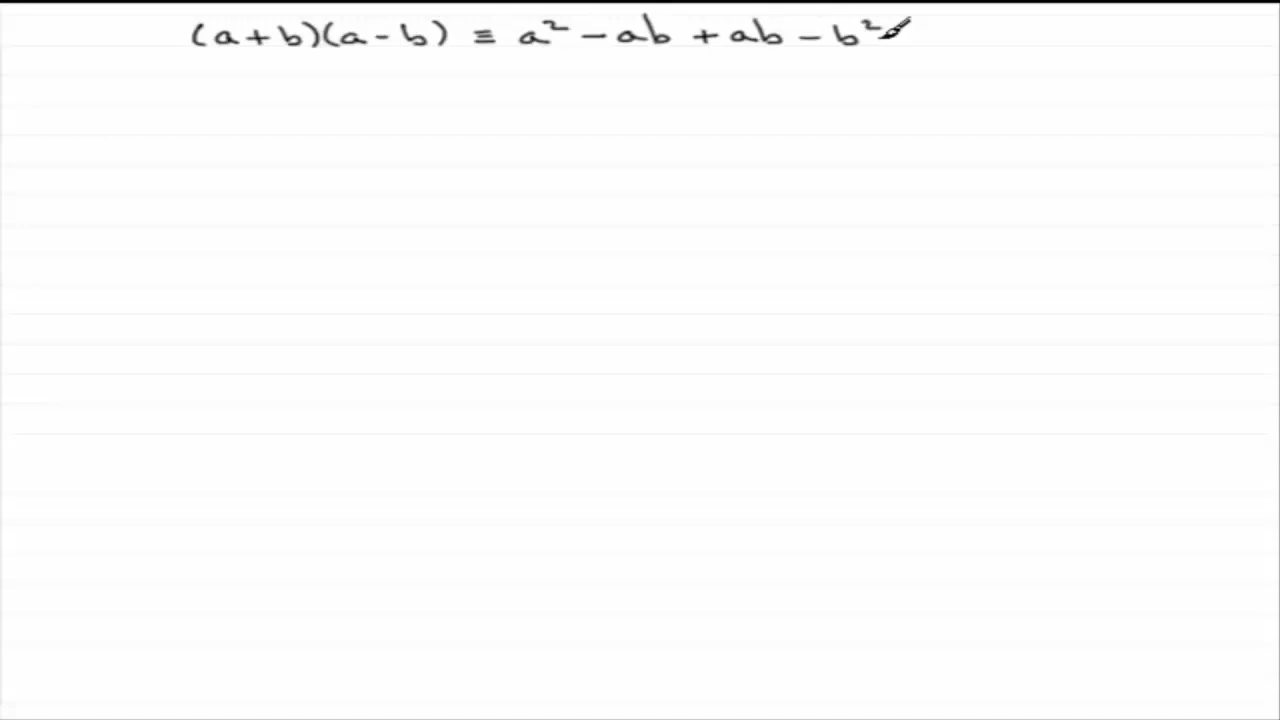 (a+b)(a-b) ≡ a² - ab + ab - b²